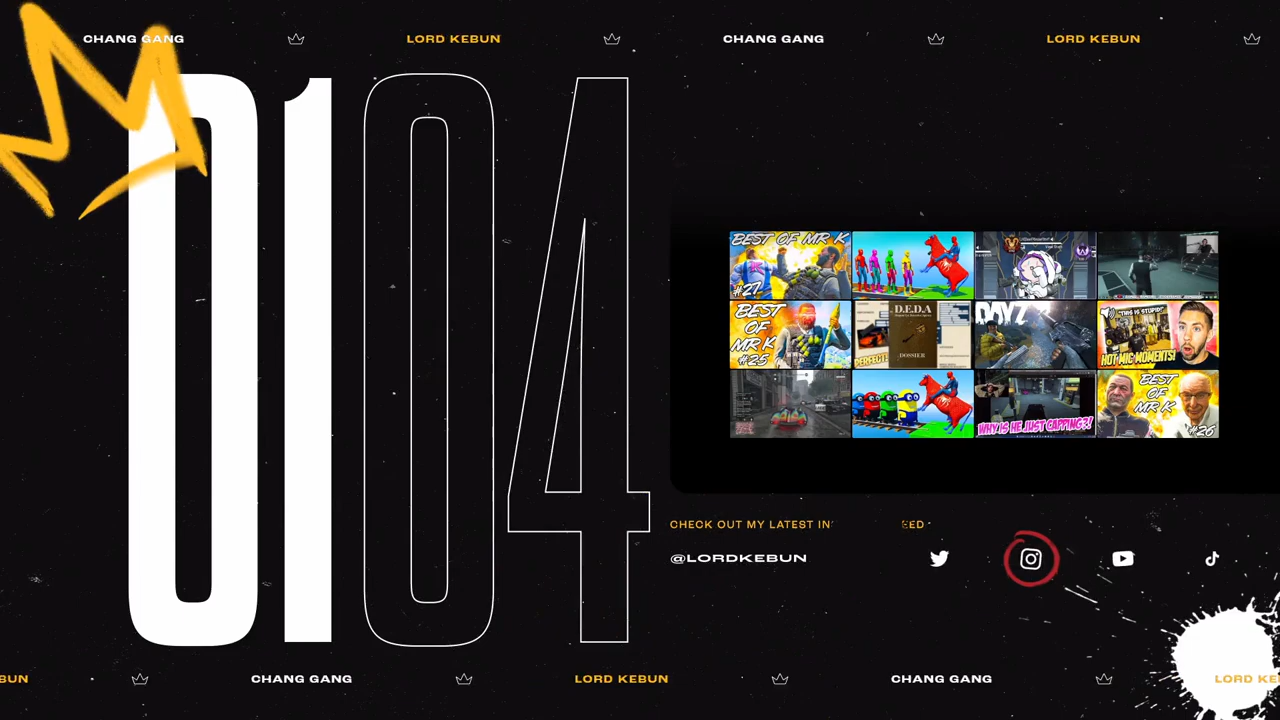 CHANG GANG LORD KEBUN CHANG GANG LORD KEBUN
0104
BEST OF MR K
#27
BEST
OF
MR K
#25
PERFECT
D.E.D.A
DOSSIER
DAYZ
"THIS IS STUPID!"
HOT MIC MOMENTS!
WHY IS HE JUST CAPPING?!
BEST
OF
MR K
#26
CHECK OUT MY LATEST IN EED
@LORDKEBUN
BUN CHANG GANG LORD KEBUN CHANG GANG LORD KE